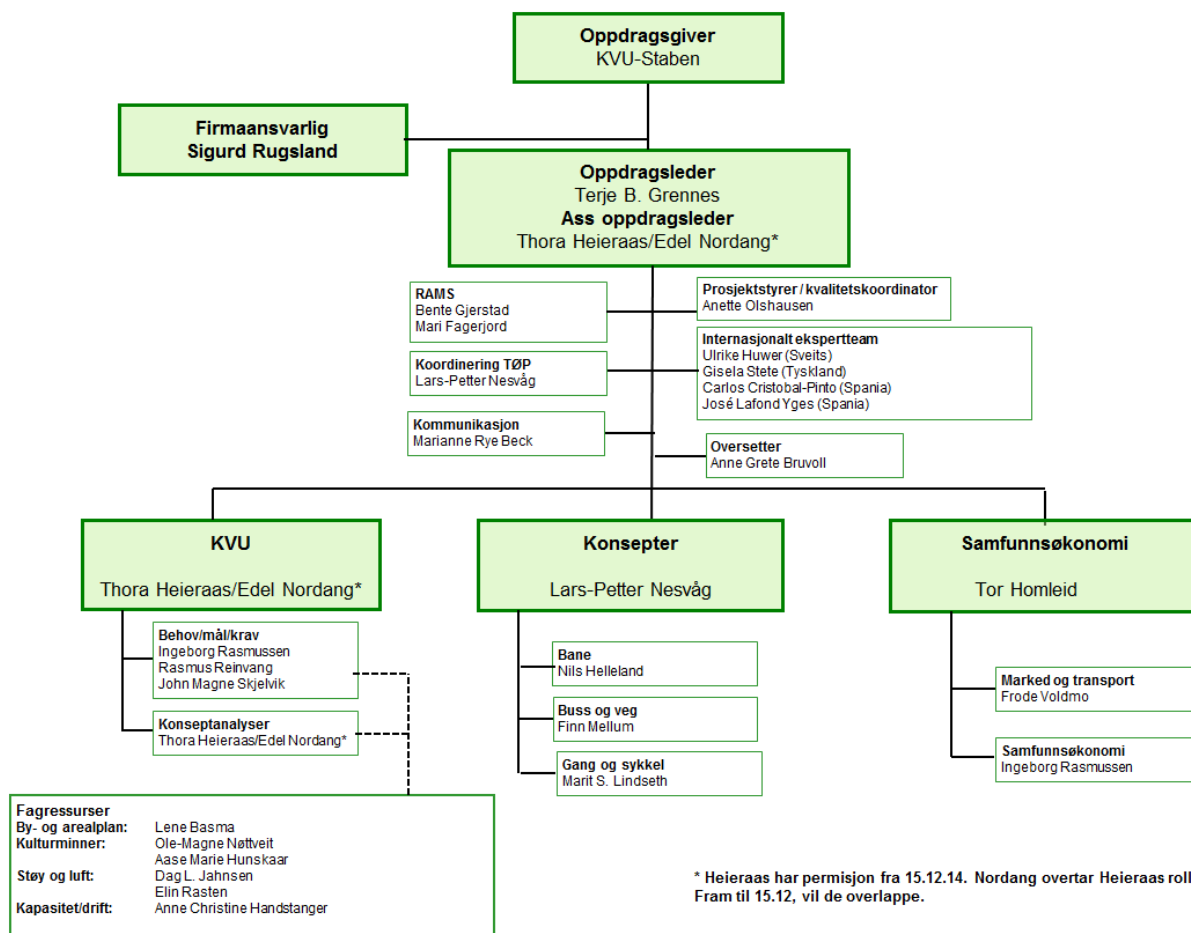 Oppdragsgiver
KVU-Staben
Firmaansvarlig
Sigurd Rugsland
Oppdragsleder
Terje B. Grennes
Ass oppdragsleder
Thora Heieraas/Edel Nordang*
RAMS
Bente Gjerstad
Mari Fagerjord
Prosjektstyrer / kvalitetskoordinator
Anette Olshausen
Koordinering TØP
Lars-Petter Nesvåg
Internasjonalt ekspertteam
Ulrike Huwer (Sveits)
Gisela Stete (Tyskland)
Carlos Cristobal-Pinto (Spania)
José Lafond Yges (Spania)
Kommunikasjon
Marianne Rye Beck
Oversetter
Anne Grete Bruvoll
KVU
Thora Heieraas/Edel Nordang*
Behov/mål/krav
Ingeborg Rasmussen
Rasmus Reinvang
John Magne Skjelvik
Konseptanalyser
Thora Heieraas/Edel Nordang*
Konsepter
Lars-Petter Nesvåg
Bane
Nils Helleland
Buss og veg
Finn Mellum
Gang og sykkel
Marit S. Lindseth
Samfunnsøkonomi
Tor Homleid
Marked og transport
Frode Voldmo
Samfunnsøkonomi
Ingeborg Rasmussen
Fagressurser
By- og arealplan: Lene Basma
Kulturminner: Ole-Magne Nøttveit
Aase Marie Hunskaar
Støy og luft: Dag L. Jahnsen
Elin Rasten
Kapasitet/drift: Anne Christine Handstanger
* Heieraas har permisjon fra 15.12.14. Nordang overtar Heieraas roll
Fram til 15.12, vil de overlappe.